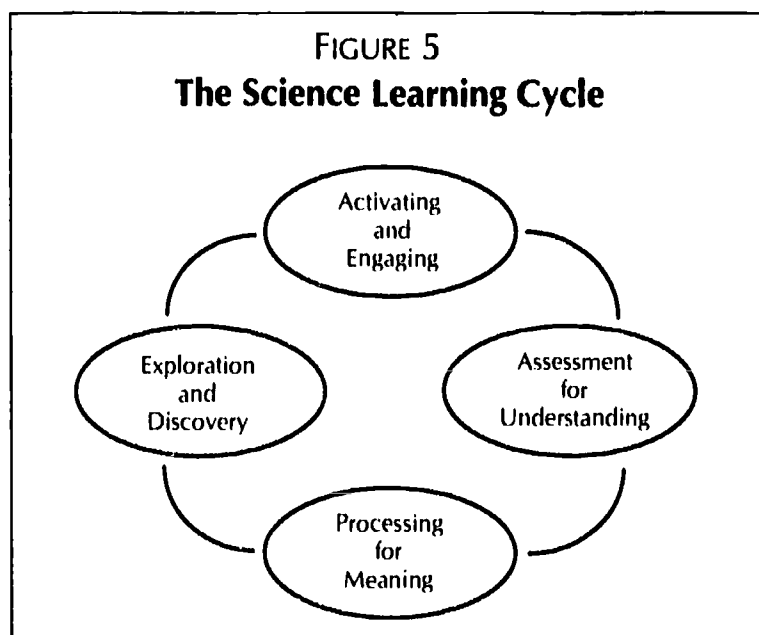 FIGURE 5
The Science Learning Cycle
Activating
and
Engaging
Exploration
and
Discovery
Assessment
for
Understanding
Processing
for
Meaning